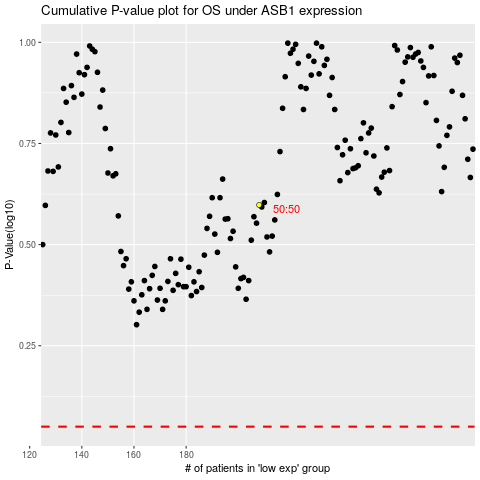 Cumulative P-value plot for OS under ASB1 expression
P-Value(log10)
1.00
0.75
0.50
0.25
50:50
120 140 160 180
# of patients in 'low exp' group